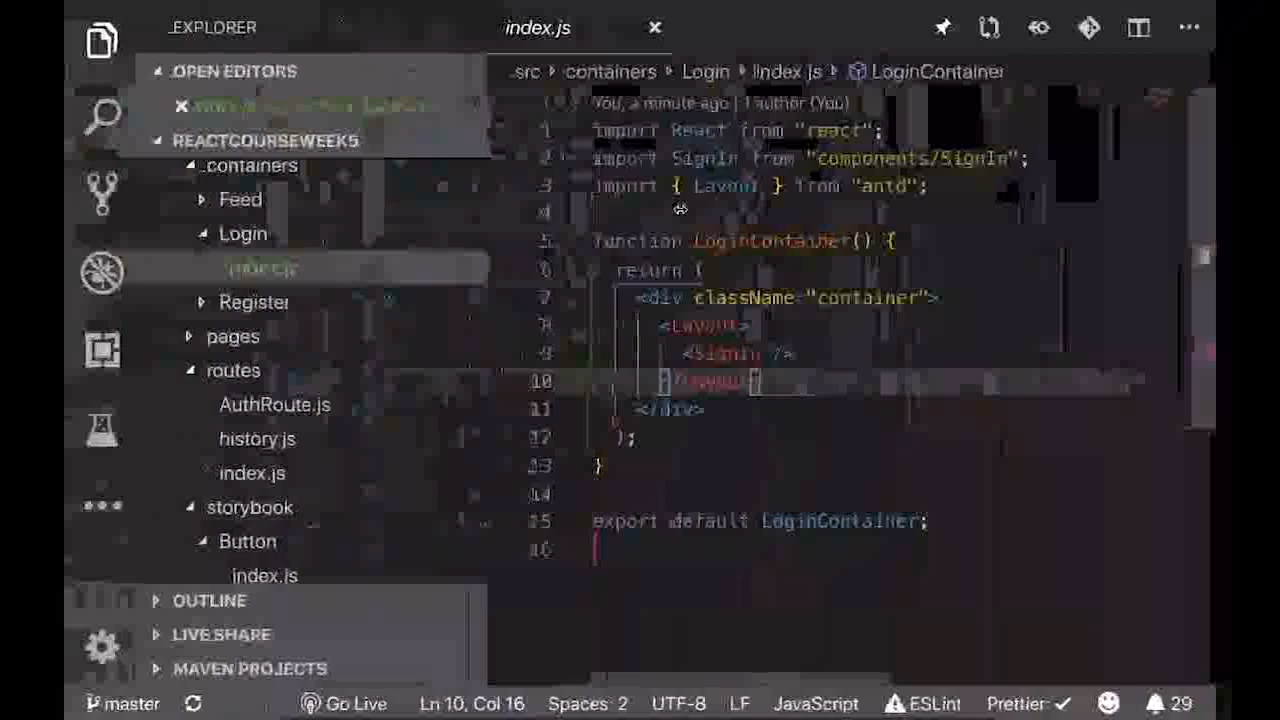 EXPLORER
OPEN EDITORS
REACTCOURSEWEEK5
containers
Feed
Login
index.js
Register
pages
routes
AuthRoute.js
history.js
index.js
storybook
Button
index.js
OUTLINE
LIVE SHARE
MAVEN PROJECTS
index.js
src containers Login index.js LoginContainer
You, a minute ago | 1 author (You)
1 import React from "react";
2 import SignIn from "components/SignIn";
3 import { Layout } from "antd";
4
5 function LoginContainer() {
6 return (
7 <div className="container">
8 <Layout>
9 <SignIn />
10 </Layout>
11 </div>
12 );
13 }
14
15 export default LoginContainer;
16
master Go Live Ln 10, Col 16 Spaces: 2 UTF-8 LF JavaScript ESLint Prettier: ✓ 29